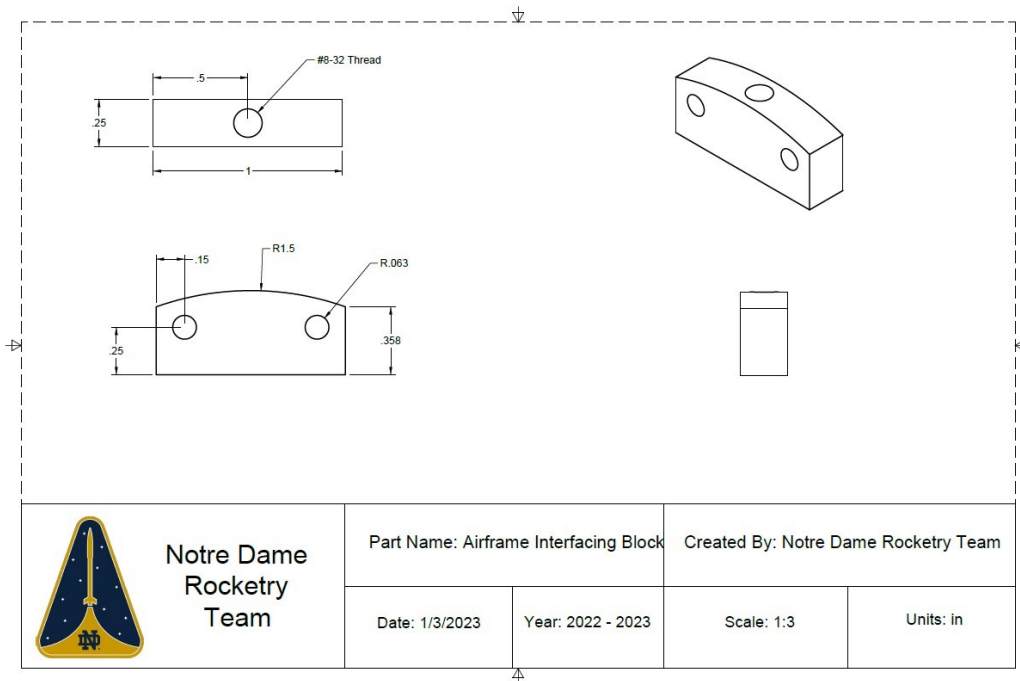 #8-32 Thread
.5
.25
1
R1.5
.15
R.063
.25
.358
Notre Dame
Rocketry
Team
Part Name: Airframe Interfacing Block
Created By: Notre Dame Rocketry Team
Date: 1/3/2023
Year: 2022 - 2023
Scale: 1:3
Units: in
ND